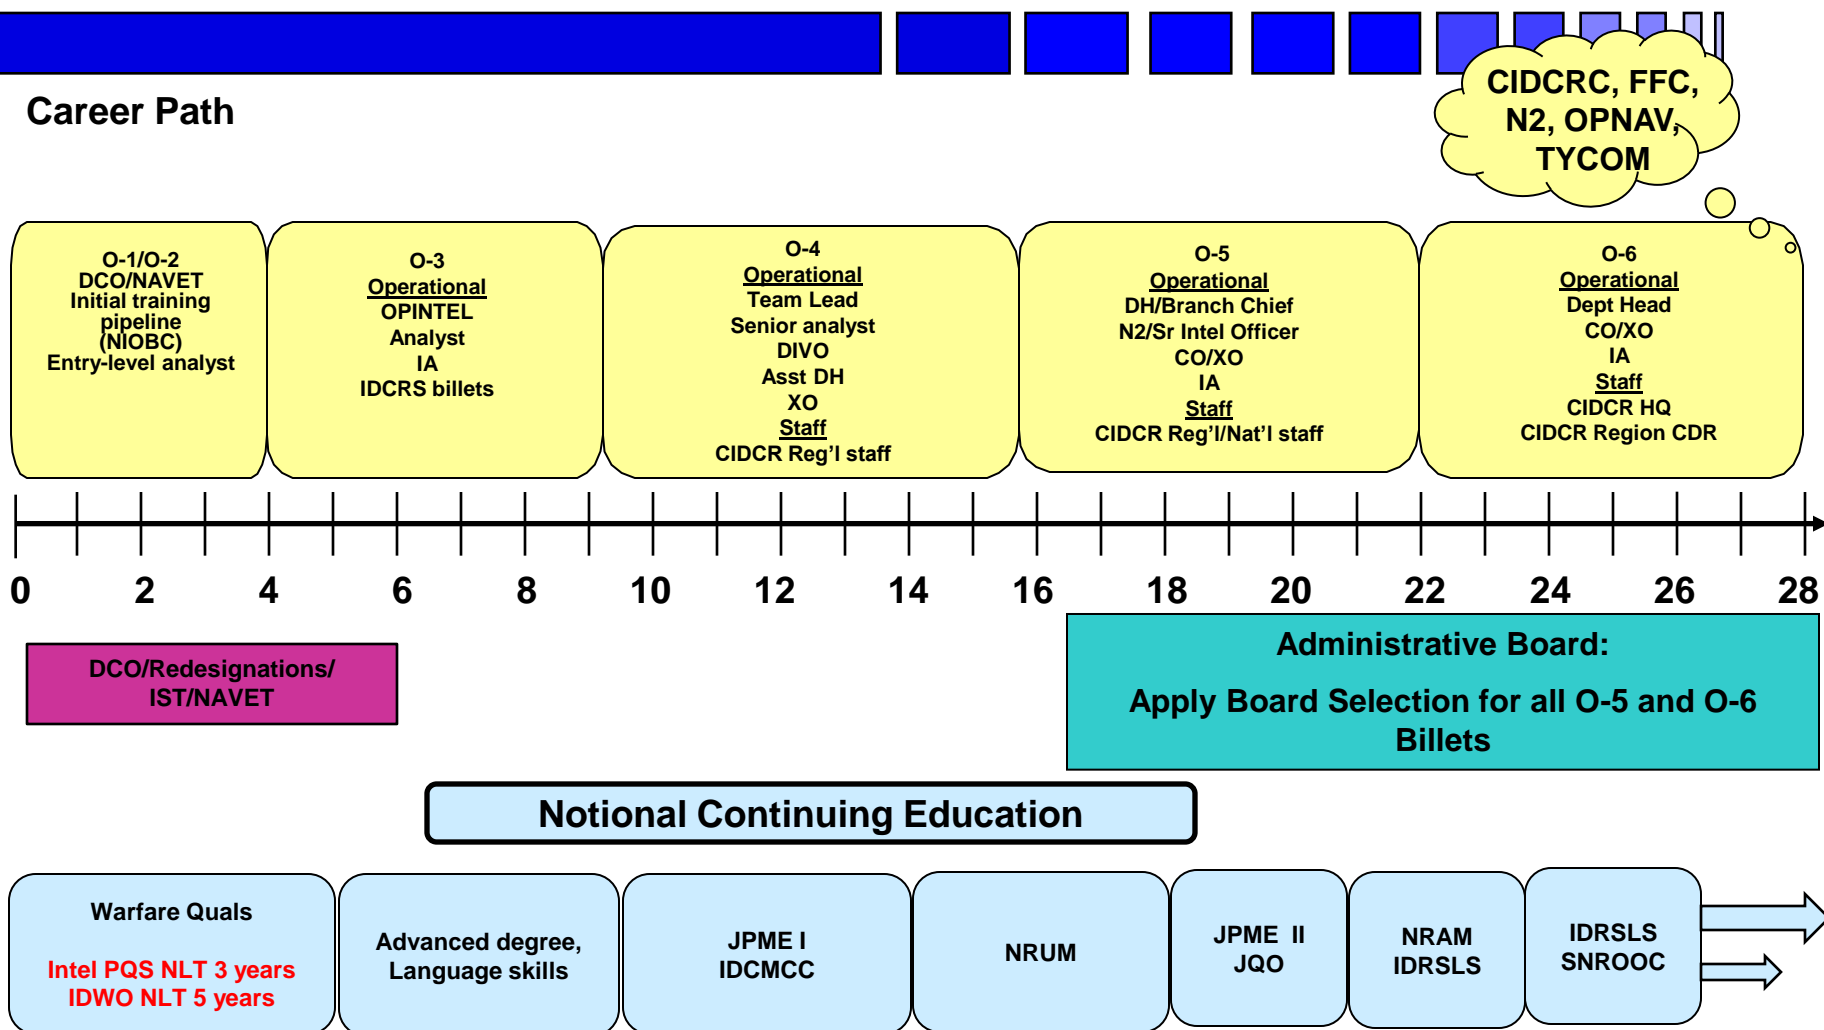 Career Path
CIDCRC, FFC,
N2, OPNAV,
TYCOM
O-1/O-2
DCO/NAVET
Initial training
pipeline
(NIOBC)
Entry-level analyst
O-3
Operational
OPINTEL
Analyst
IA
IDCRS billets
O-4
Operational
Team Lead
Senior analyst
DIVO
Asst DH
XO
Staff
CIDCR Reg’l staff
O-5
Operational
DH/Branch Chief
N2/Sr Intel Officer
CO/XO
IA
Staff
CIDCR Reg’l/Nat’l staff
O-6
Operational
Dept Head
CO/XO
IA
Staff
CIDCR HQ
CIDCR Region CDR
0 2 4 6 8 10 12 14 16 18 20 22 24 26 28
DCO/Redesignations/
IST/NAVET
Administrative Board:
Apply Board Selection for all O-5 and O-6
Billets
Notional Continuing Education
Warfare Quals
Intel PQS NLT 3 years
IDWO NLT 5 years
Advanced degree,
Language skills
JPME I
IDCMCC
NRUM
JPME II
JQO
NRAM
IDRSLS
IDRSLS
SNROOC